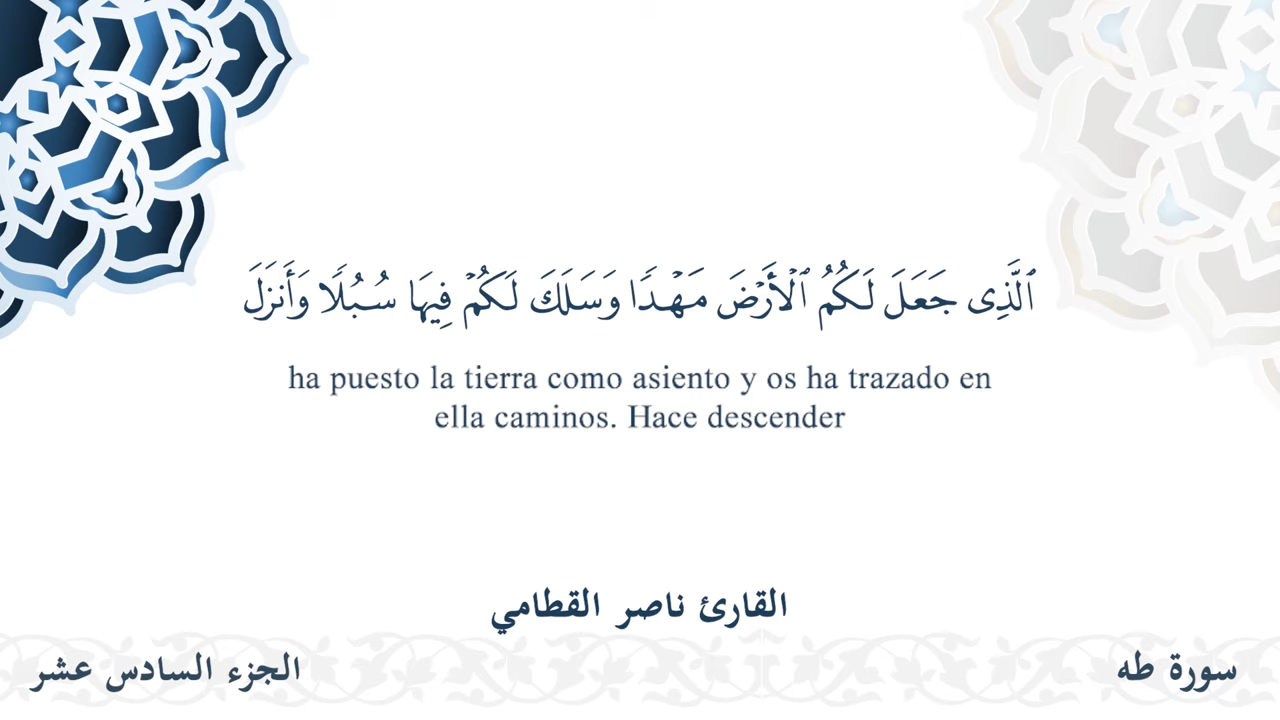 ٱلَّذِى جَعَلَ لَكُمُ ٱلْأَرْضَ مَهْدًا وَسَلَكَ لَكُمْ فِيهَا سُبُلًا وَأَنزَلَ
ha puesto la tierra como asiento y os ha trazado en
ella caminos. Hace descender
القارئ ناصر القطامي
سورة طه
الجزء السادس عشر